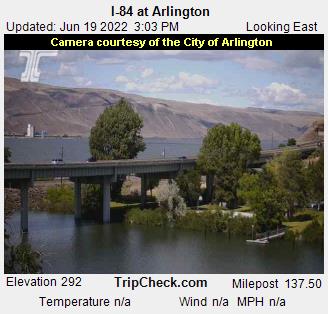 I-84 at Arlington
Updated: Jun 19 2022 3:03 PM Looking East
Camera courtesy of the City of Arlington
Elevation 292 TripCheck.com Milepost 137.50
Temperature n/a Wind n/a MPH n/a